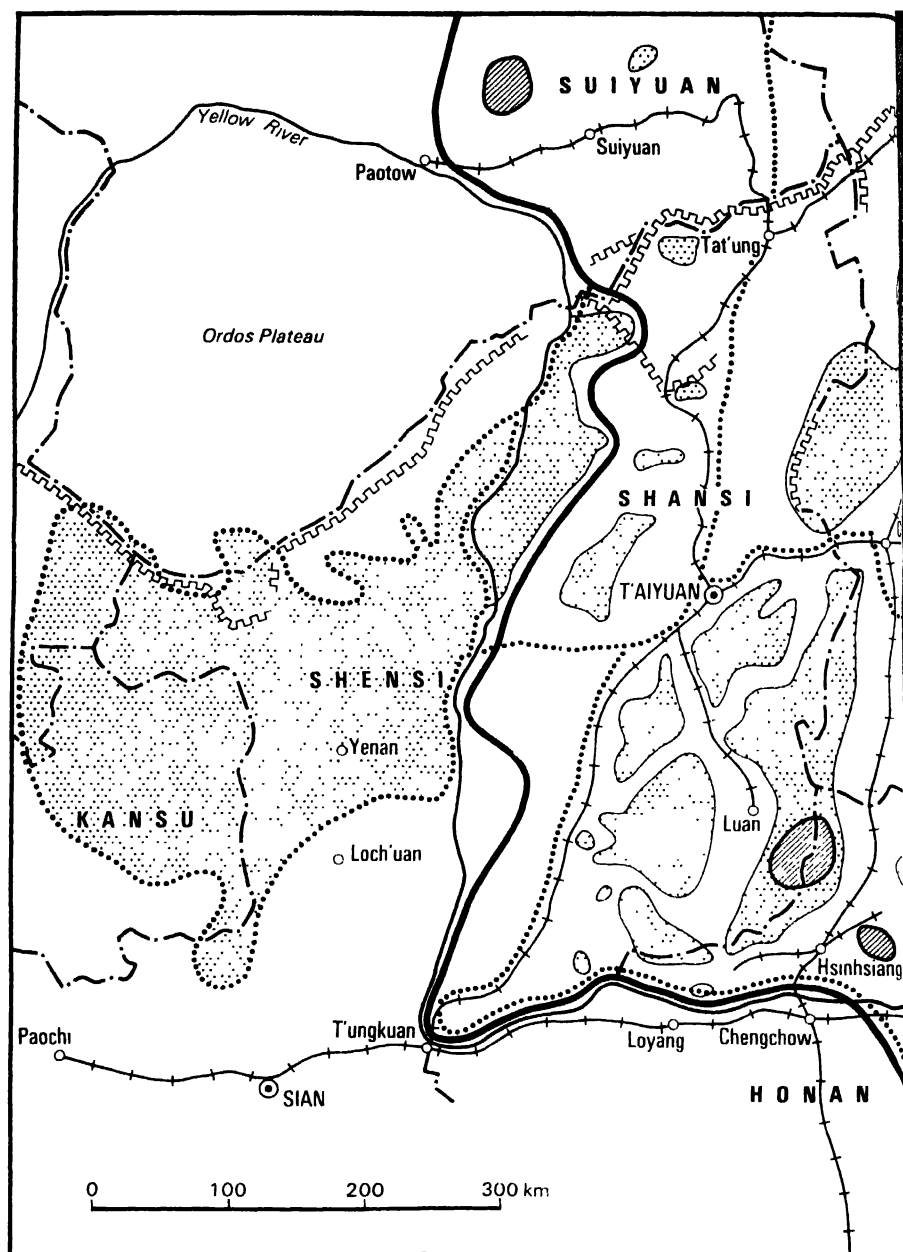 SUIYUAN
Yellow River
Suiyuan
Paotow
Tat'ung
Ordos Plateau
SHANSI
T'AIYUAN
SHENSI
Yenan
KANSU
Luan
Loch'uan
Hsinhsiang
T'ungkuan
Loyang
Chengchow
Paochi
SIAN
HONAN
0 100 200 300 km